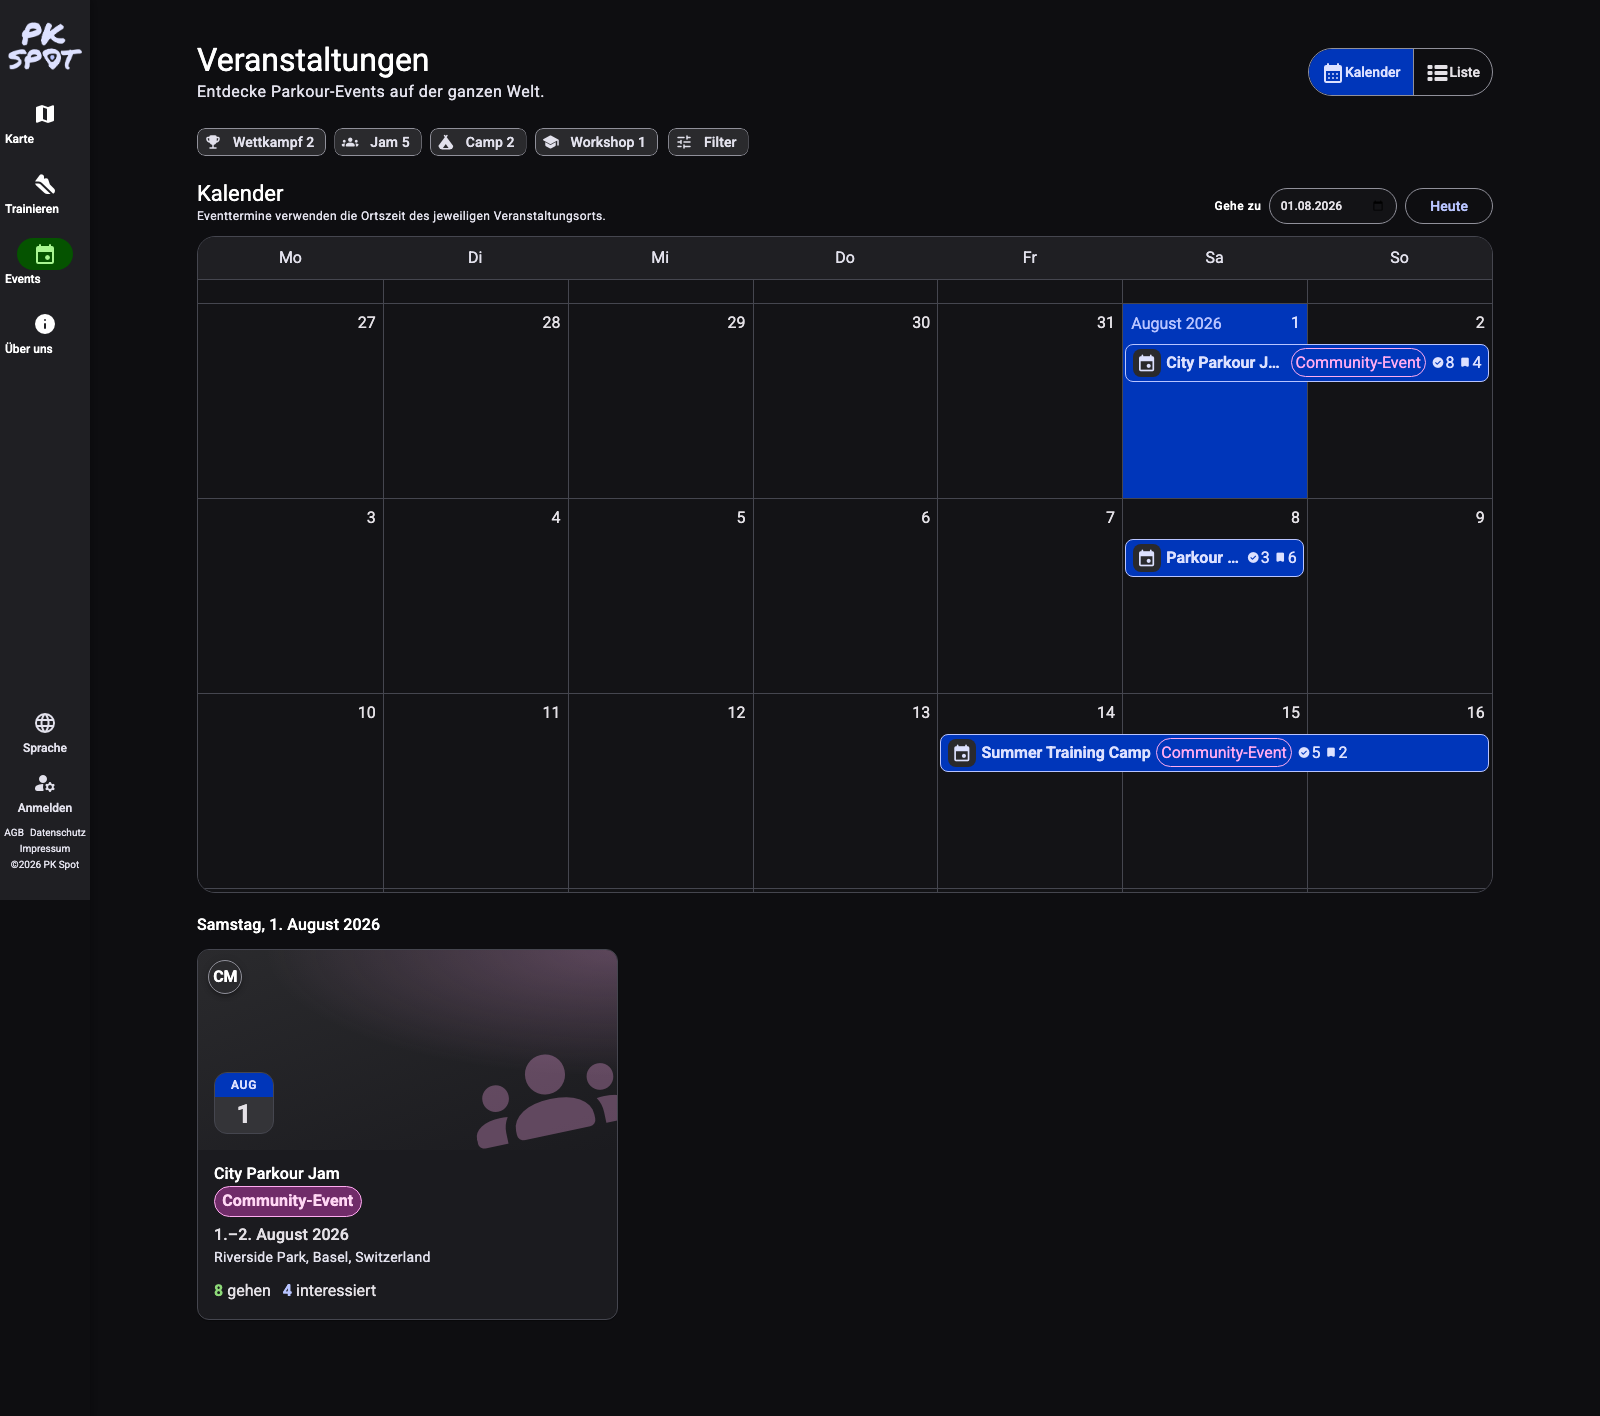 PK
SPOT
Karte
Trainieren
Events
Über uns
Sprache
Anmelden
AGB Datenschutz
Impressum
©2026 PK Spot
Veranstaltungen
Entdecke Parkour-Events auf der ganzen Welt.
Kalender Liste
Wettkampf 2 Jam 5 Camp 2 Workshop 1 Filter
Kalender
Eventtermine verwenden die Ortszeit des jeweiligen Veranstaltungsorts.
Gehe zu 01.08.2026 Heute
Mo Di Mi Do Fr Sa So
27 28 29 30 31 August 2026 1 2
City Parkour J... Community-Event 8 4
3 4 5 6 7 8 9
Parkour ... 3 6
10 11 12 13 14 15 16
Summer Training Camp Community-Event 5 2
Samstag, 1. August 2026
CM
AUG
1
City Parkour Jam
Community-Event
1.–2. August 2026
Riverside Park, Basel, Switzerland
8 gehen 4 interessiert